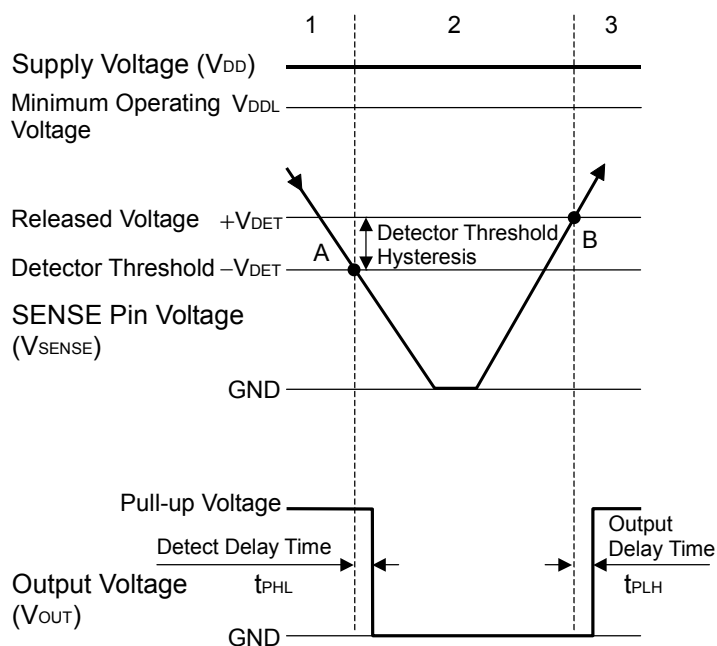 1 2 3
Supply Voltage (VDD)
Minimum Operating VDDL
Voltage
Released Voltage +VDET
Detector Threshold
Hysteresis
A
B
Detector Threshold −VDET
SENSE Pin Voltage
(VSENSE)
GND
Pull-up Voltage
Detect Delay Time
tPHL
Output
Delay Time
tPLH
Output Voltage
(VOUT)
GND